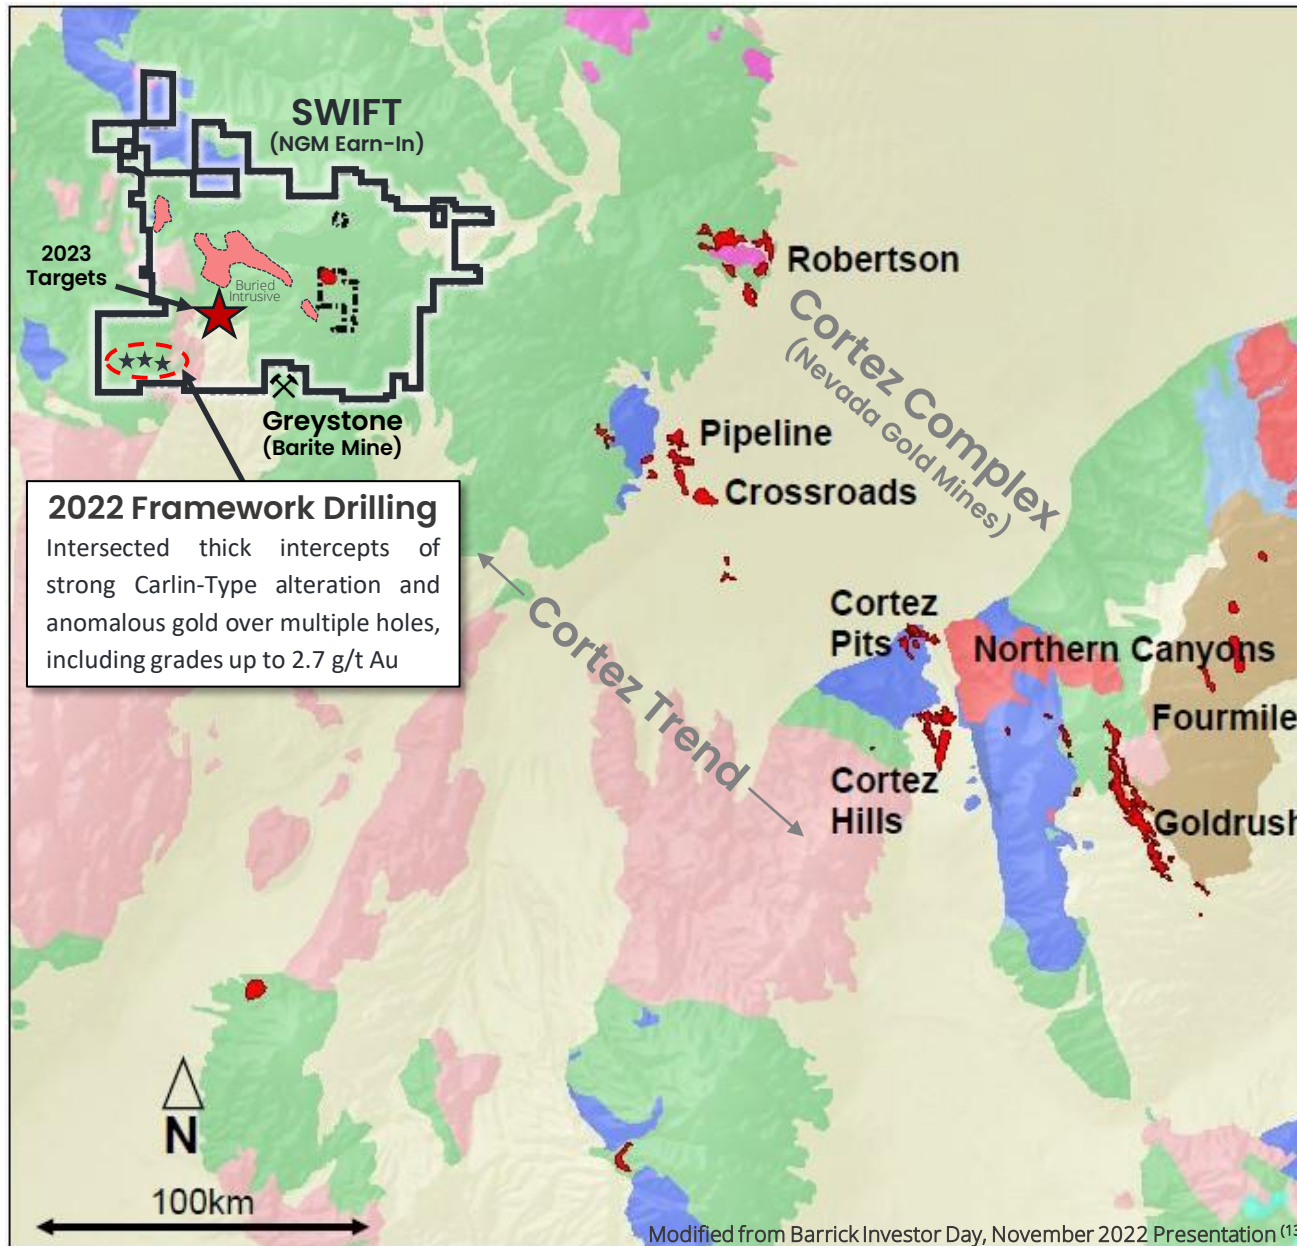 SWIFT
(NGM Earn-In)
2023
Targets
Buried
Intrusive
Greystone
(Barite Mine)
2022 Framework Drilling
Intersected thick intercepts of
strong Carlin-Type alteration and
anomalous gold over multiple holes,
including grades up to 2.7 g/t Au
Robertson
Cortez Complex
(Nevada Gold Mines)
Pipeline
Crossroads
Cortez Trend
Cortez
Pits
Northern Canyons
Fourmile
Cortez
Hills
Goldrush
N
100km
Modified from Barrick Investor Day, November 2022 Presentation (13